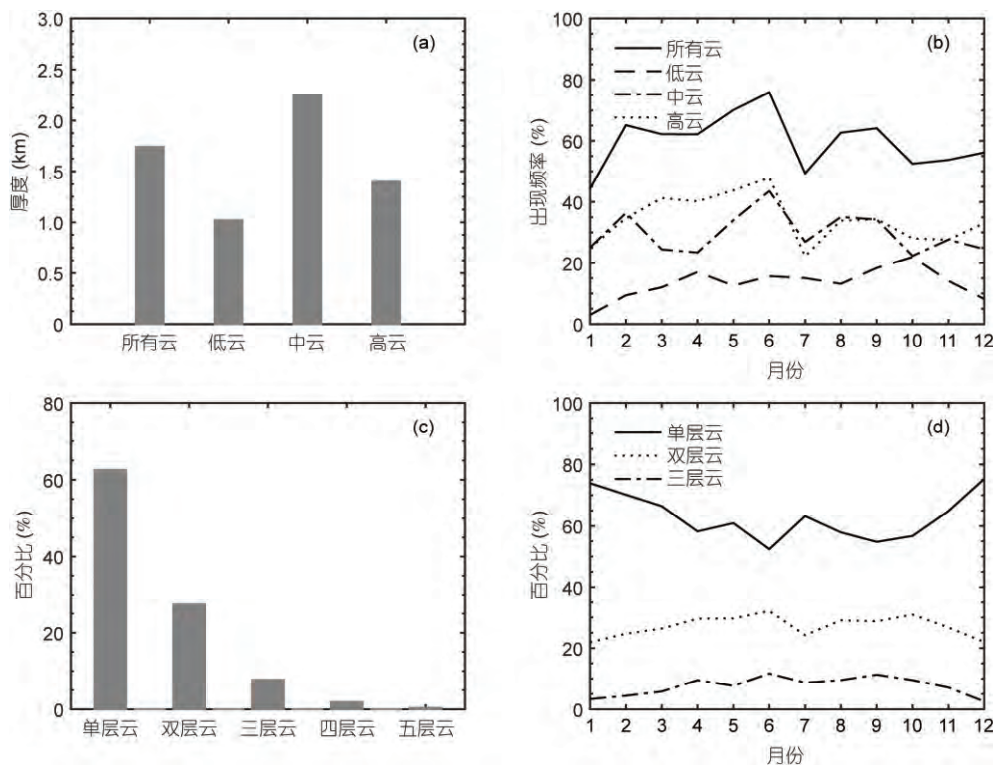 3.0
2.5
2.0
1.5
1.0
0.5
0
厚度 (km)
(a)
所有云 低云 中云 高云
100
80
60
40
20
0
出现频率 (%)
(b)
所有云
低云
中云
高云
1 2 3 4 5 6 7 8 9 10 11 12
月份
80
60
40
20
0
百分比 (%)
(c)
单层云 双层云 三层云 四层云 五层云
100
80
60
40
20
0
百分比 (%)
(d)
单层云
双层云
三层云
1 2 3 4 5 6 7 8 9 10 11 12
月份